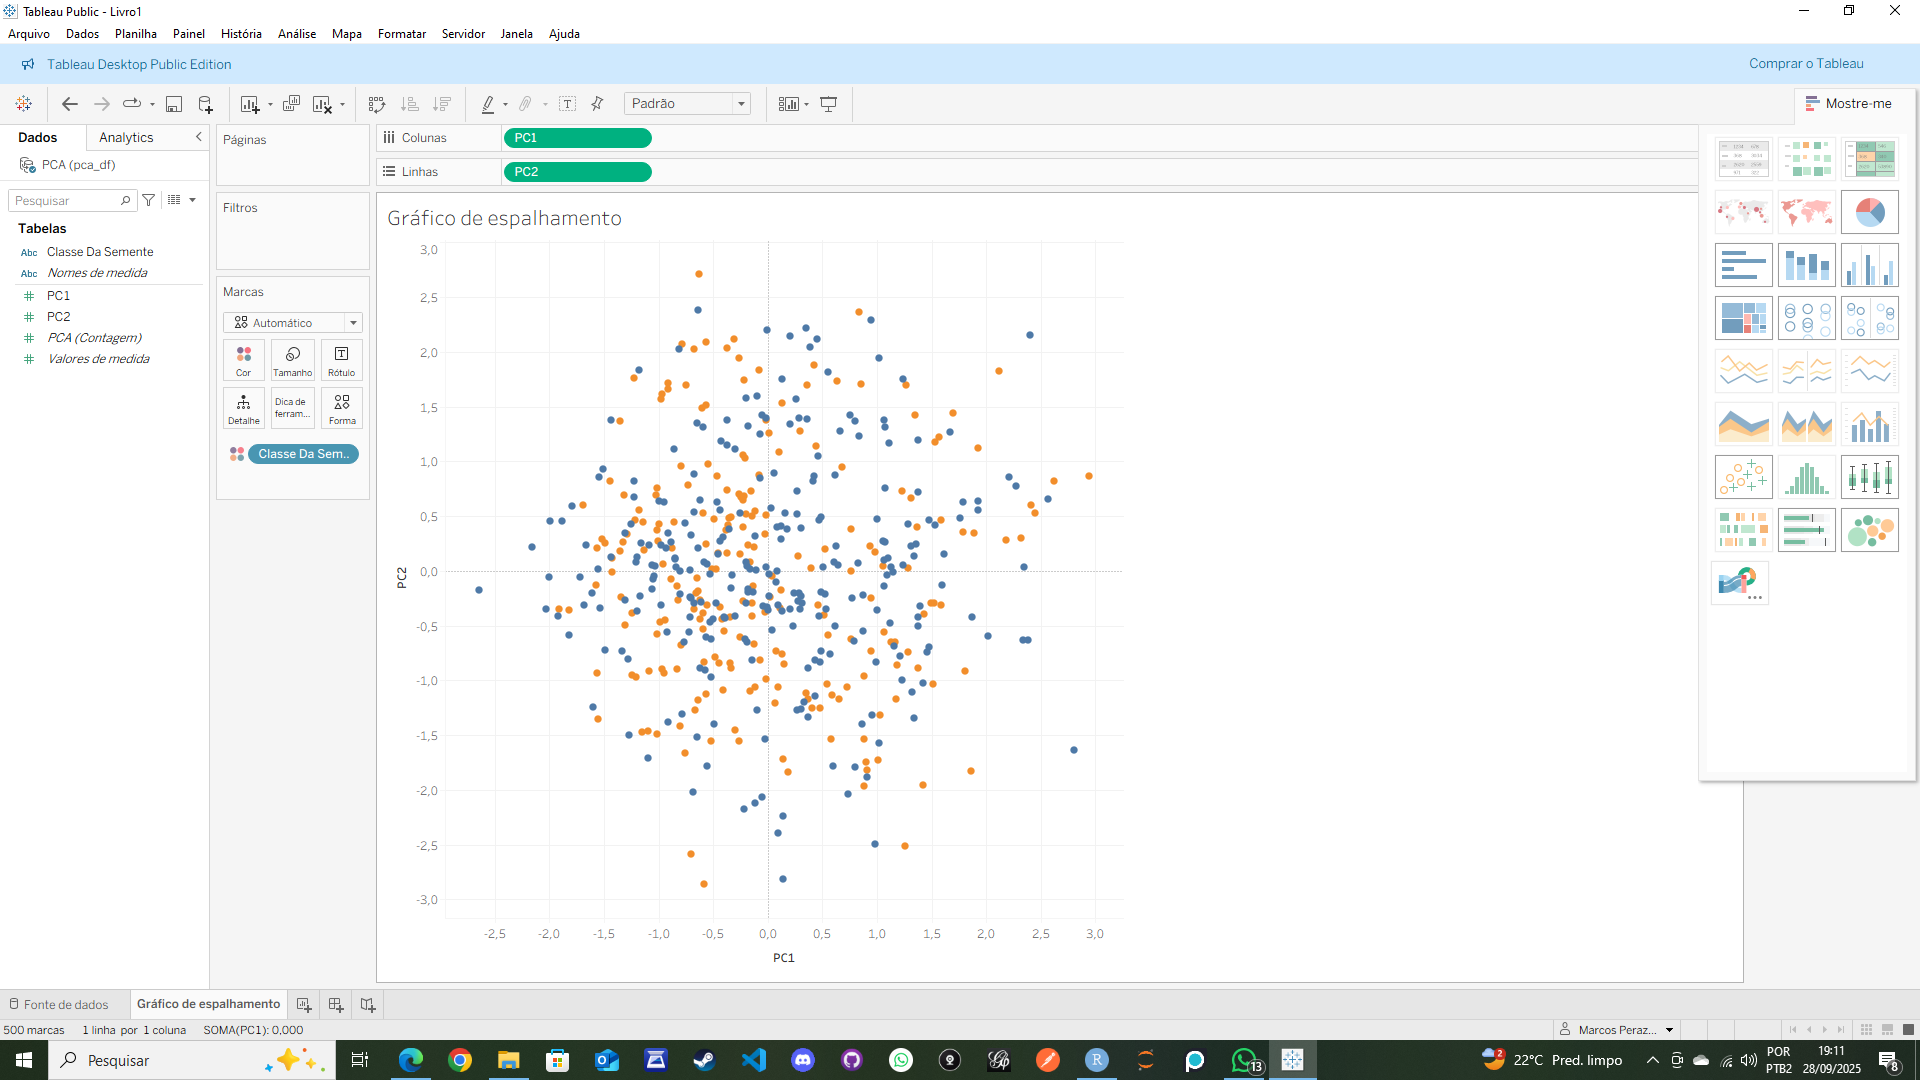 Tableau Public - Livro1
Arquivo Dados Planilha Painel História Análise Mapa Formatar Servidor Janela Ajuda
Tableau Desktop Public Edition
Comprar o Tableau
Padrão
Mostre-me
Dados
Analytics
PCA (pca_df)
Pesquisar
Tabelas
Abc Classe Da Semente
Abc Nomes de medida
PC1
PC2
PCA (Contagem)
Valores de medida
Páginas
Filtros
Marcas
Automático
Cor
Tamanho
Rótulo
Detalhe
Dica de
ferram...
Forma
Classe Da Sem..
Colunas
PC1
Linhas
PC2
Gráfico de espalhamento
3,0
2,5
2,0
1,5
1,0
0,5
0,0
-0,5
-1,0
-1,5
-2,0
-2,5
-3,0
PC2
-2,5 -2,0 -1,5 -1,0 -0,5 0,0 0,5 1,0 1,5 2,0 2,5 3,0
PC1
Fonte de dados
Gráfico de espalhamento
500 marcas 1 linha por 1 coluna SOMA(PC1): 0,000
Marcos Peraz...
Pesquisar
13
2
22°C Pred. limpo
POR
PTB2
19:11
28/09/2025
8